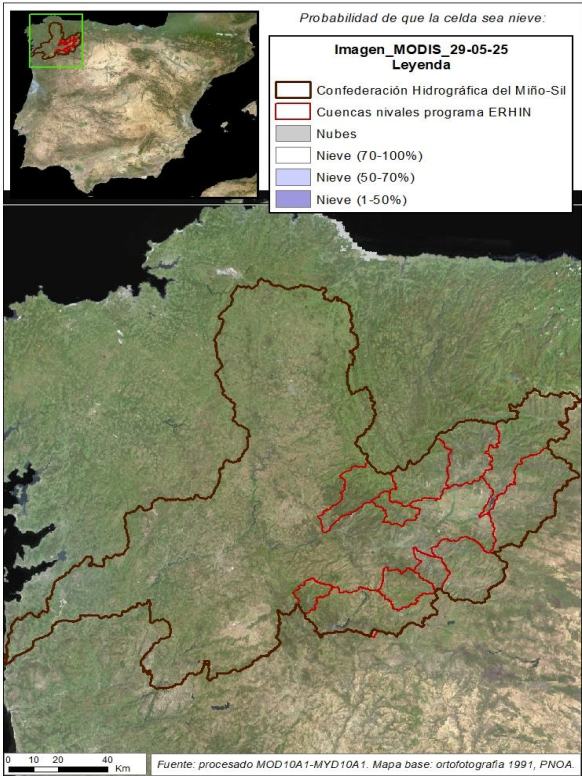 Probabilidad de que la celda sea nieve:
Imagen_MODIS_29-05-25
Leyenda
Confederación Hidrográfica del Miño-Sil
Cuencas nivales programa ERHIN
Nubes
Nieve (70-100%)
Nieve (50-70%)
Nieve (1-50%)
0 10 20 40
Km
Fuente: procesado MOD10A1-MYD10A1. Mapa base: ortofotografía 1991, PNOA.